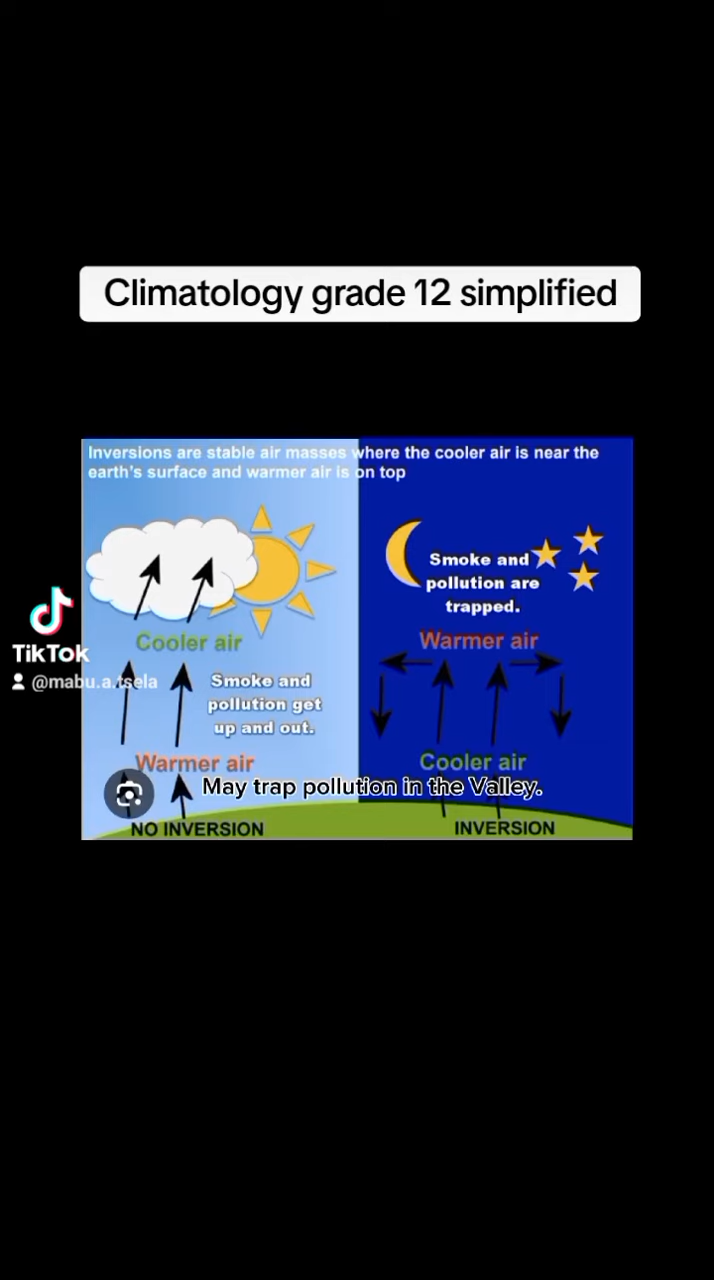 Climatology grade 12 simplified
Inversions are stable air masses where the cooler air is near the
earth's surface and warmer air is on top
Smoke and
pollution are
trapped.
Cooler air
Warmer air
TikTok
@mabu.a.tsela
Smoke and
pollution get
up and out.
Warmer air
Cooler air
May trap pollution in the Valley.
NO INVERSION
INVERSION